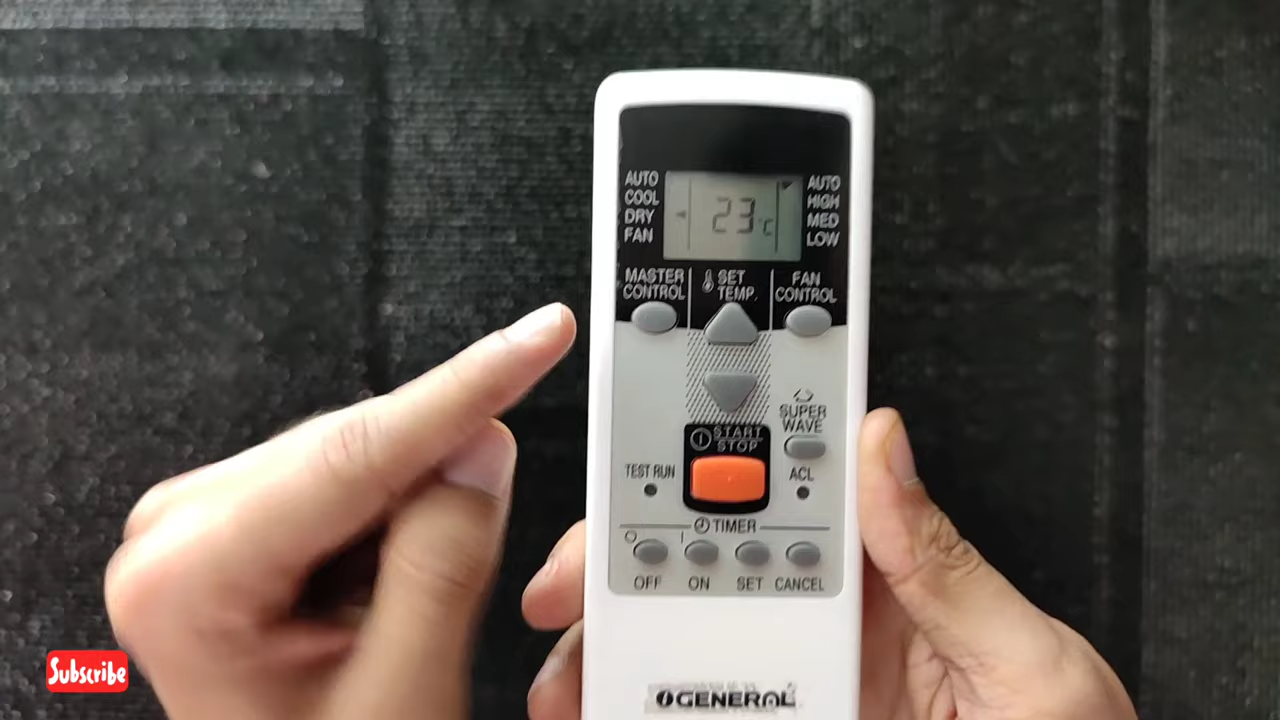 AUTO
COOL
DRY
FAN
23°C
AUTO
HIGH
MED
LOW
MASTER
CONTROL
SET
TEMP.
FAN
CONTROL
SUPER
WAVE
START
STOP
TEST RUN
ACL
TIMER
OFF
ON
SET
CANCEL
GENERAL
Subscribe